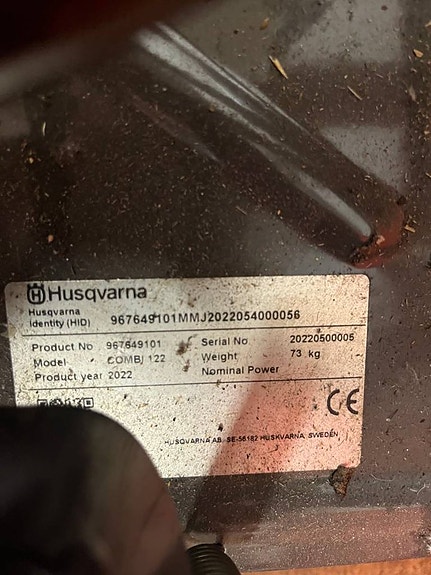 Husqvarna
Husqvarna
Identity (HID) 967649101MMJ2022054000056
Product No 967649101 Serial No 20220500005
Model COMBI 122 Weight 73 kg
Product year 2022 Nominal Power
CE
HUSQVARNA AB, SE-56182 HUSKVARNA, SWEDEN